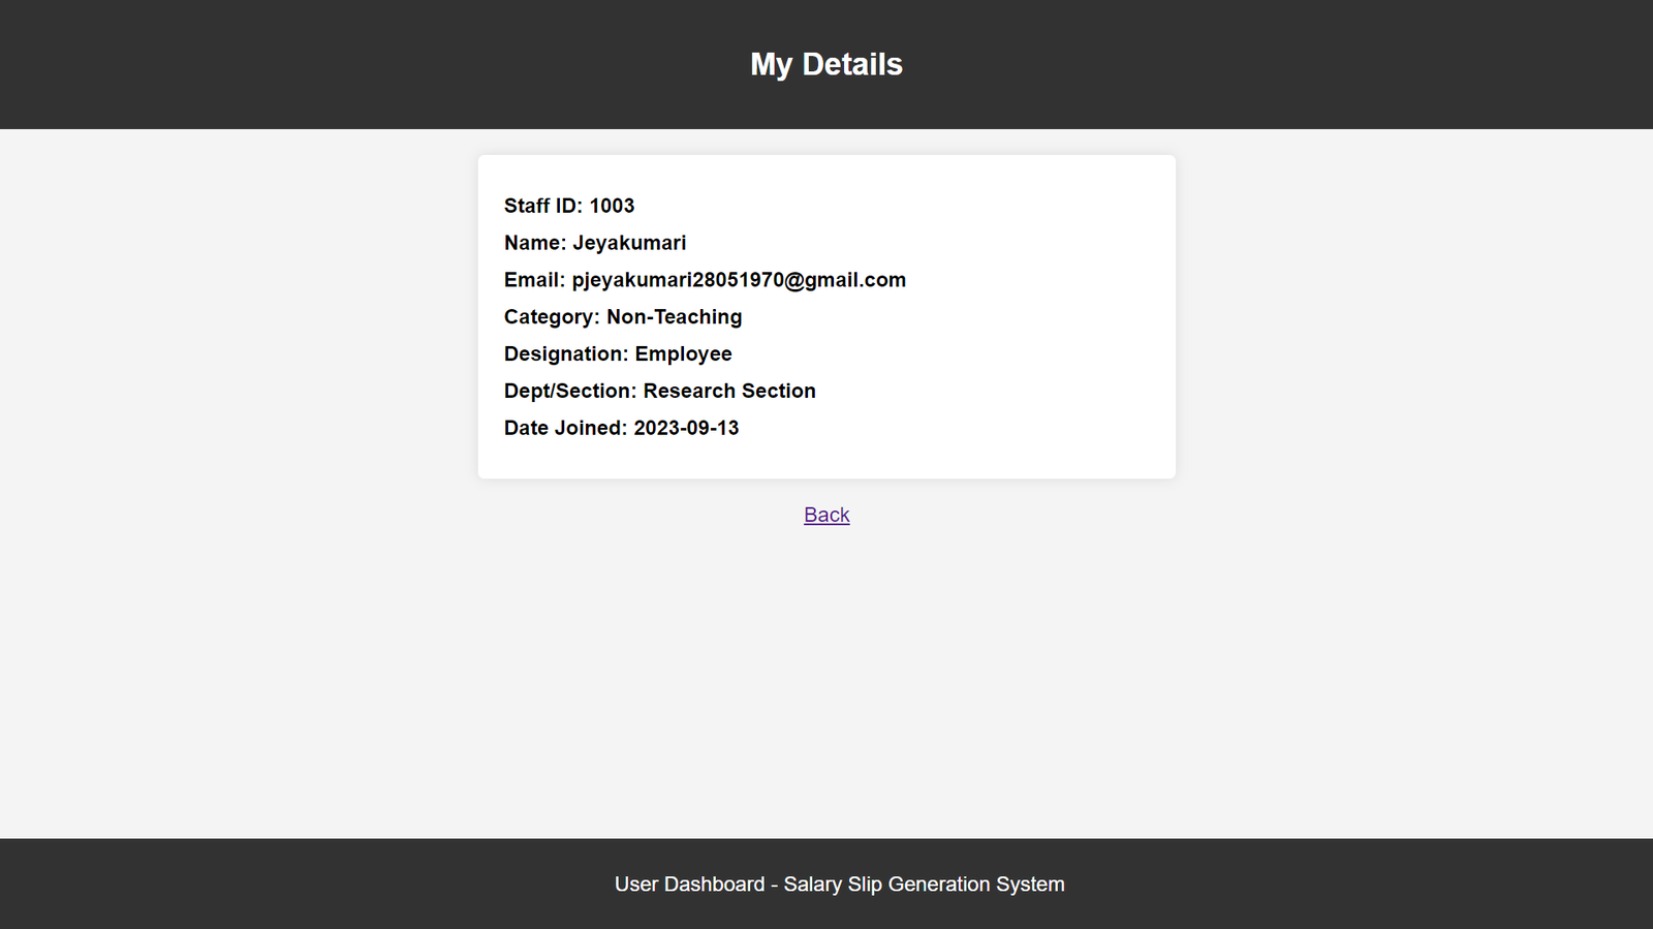 My Details
Staff ID: 1003
Name: Jeyakumari
Email: pjeyakumari28051970@gmail.com
Category: Non-Teaching
Designation: Employee
Dept/Section: Research Section
Date Joined: 2023-09-13
Back
User Dashboard - Salary Slip Generation System